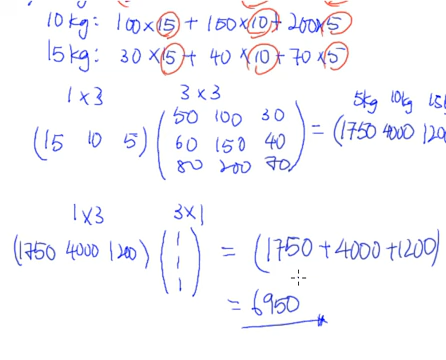 10 kg: 100×15 + 150×10 + 200×5
15 kg: 30 ×15 + 40 ×10 + 70 ×5
1 × 3 3 × 3
5kg 10kg
50 100 30
(15 10 5) ( 60 150 40 ) = (1750 4000 1200
80 200 70
1 × 3 3 × 1
1
(1750 4000 1200) ( 1 ) = (1750 + 4000 + 1200)
1
= 6950